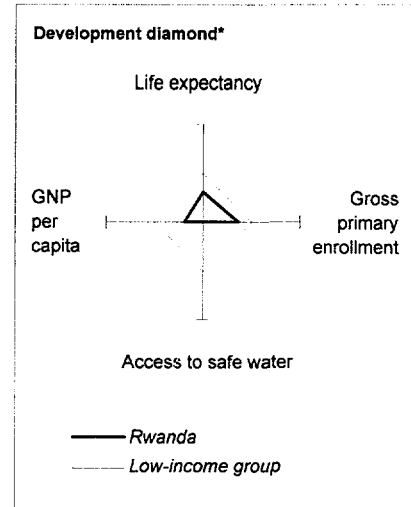 Development diamond*
Life expectancy
GNP
per
capita
Gross
primary
enrollment
Access to safe water
Rwanda
Low-income group